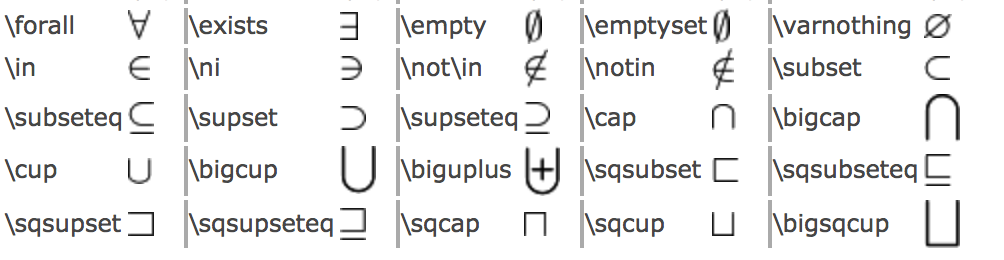 \forall ∀ \exists ∃ \empty ∅ \emptyset ∅ \varnothing ⌀
\in ∈ \ni ∋ \not\in ∉ \notin ∉ \subset ⊂
\subseteq ⊆ \supset ⊃ \supseteq ⊇ \cap ∩ \bigcap ⋂
\cup ∪ \bigcup ⋃ \biguplus ⨄ \sqsubset ⊏ \sqsubseteq ⊑
\sqsupset ⊐ \sqsupseteq ⊒ \sqcap ⊓ \sqcup ⊔ \bigsqcup ⨆